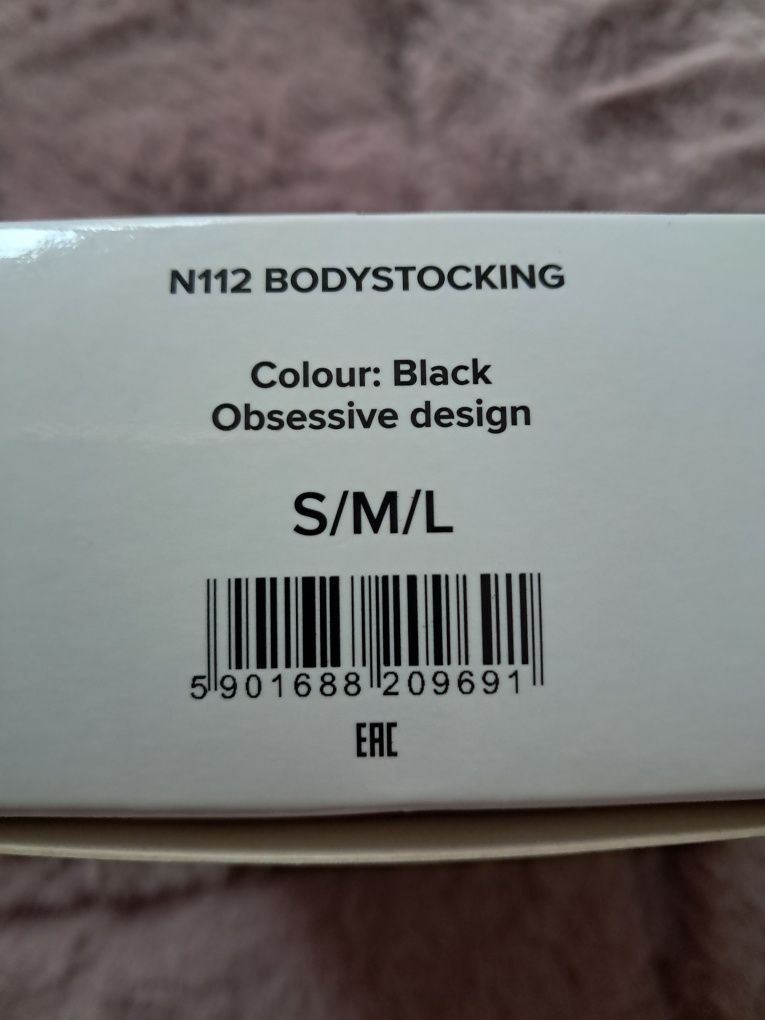 N112 BODYSTOCKING
Colour: Black
Obsessive design
S/M/L
5 901688 209691
EAC